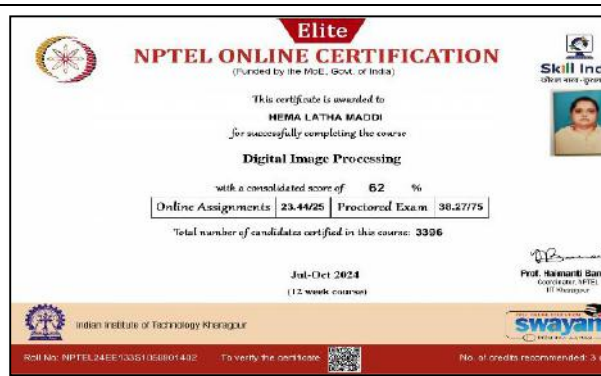 Elite
NPTEL ONLINE CERTIFICATION
(Funded by the MoE, Govt. of India)
Skill Ind
This certificate is awarded to
HEMA LATHA MADDI
for successfully completing the course
Digital Image Processing
with a consolidated score of 62 %
Online Assignments 23.44/25 Proctored Exam 38.27/75
Total number of candidates certified in this course: 3396
Jul-Oct 2024
(12 week course)
Prof. Haimanti Ban
Coordinator, NPTEL
IIT Kharagpur
Indian Institute of Technology Kharagpur
swayam
Roll No: To verify the certificate No. of credits recommended: 3